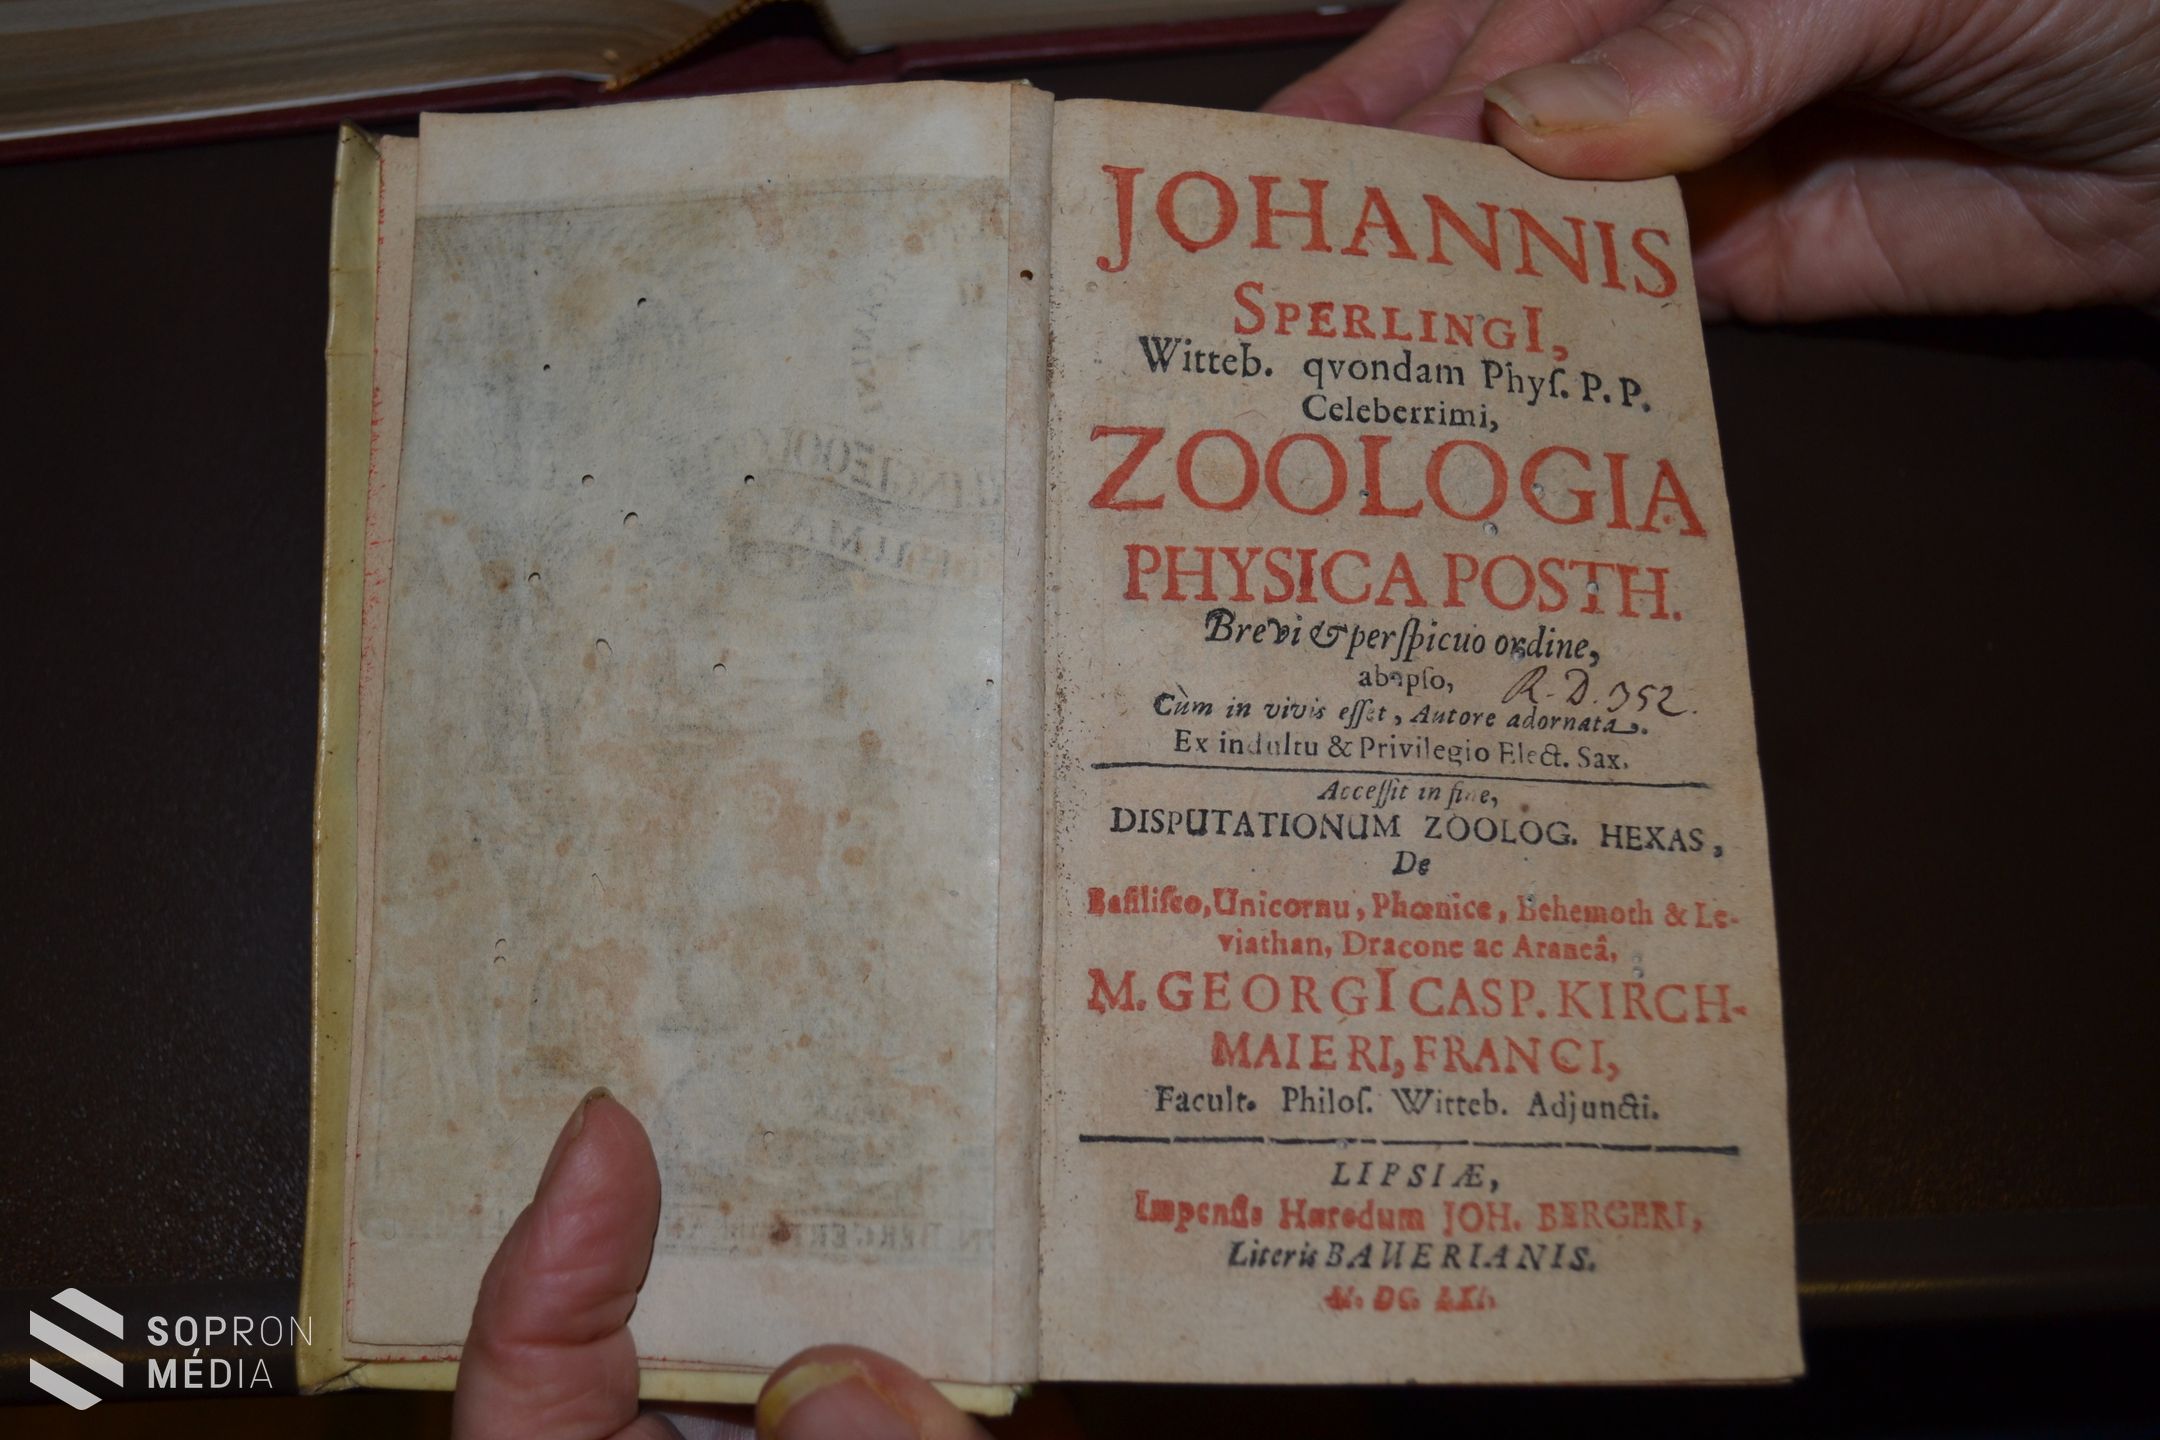 JOHANNIS
SPERLINGI,
Witteb. qvondam Phyſ. P. P.
Celeberrimi,
ZOOLOGIA
PHYSICA POSTH.
Brevi & perſpicuo ordine,
ab ipſo,
R. D. 352.
Cùm in vivis eſſet, Autore adornata.
Ex indultu & Privilegio Elect. Sax.
Acceſſit in fine,
DISPUTATIONUM ZOOLOG. HEXAS,
De
Baſiliſco, Unicornu, Phœnice, Behemoth & Le-
viathan, Dracone ac Araneâ,
M. GEORGI CASP. KIRCH-
MAIERI, FRANCI,
Facult. Philoſ. Witteb. Adjuncti.
LIPSIÆ,
Impenſis Hæredum JOH. BERGERI,
Literis BAUERIANIS.
M. DC. LXI.
SOPRON
MÉDIA